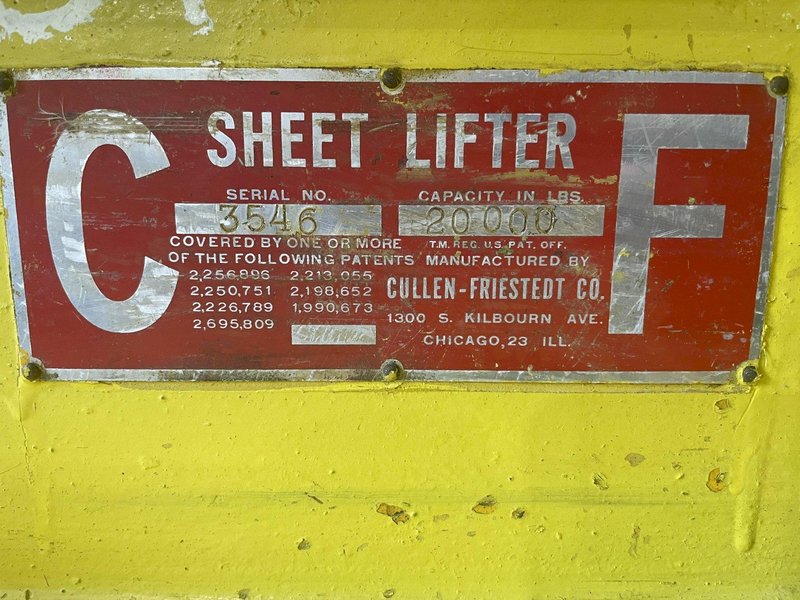 C SHEET LIFTER F
SERIAL NO. CAPACITY IN LBS.
3546 20000
COVERED BY ONE OR MORE T.M. REG. U.S. PAT. OFF.
OF THE FOLLOWING PATENTS MANUFACTURED BY
2,256,896 2,213,055
2,250,751 2,198,652 CULLEN-FRIESTEDT CO.
2,226,789 1,990,673
2,695,809 1300 S. KILBOURN AVE.
CHICAGO, 23 ILL.